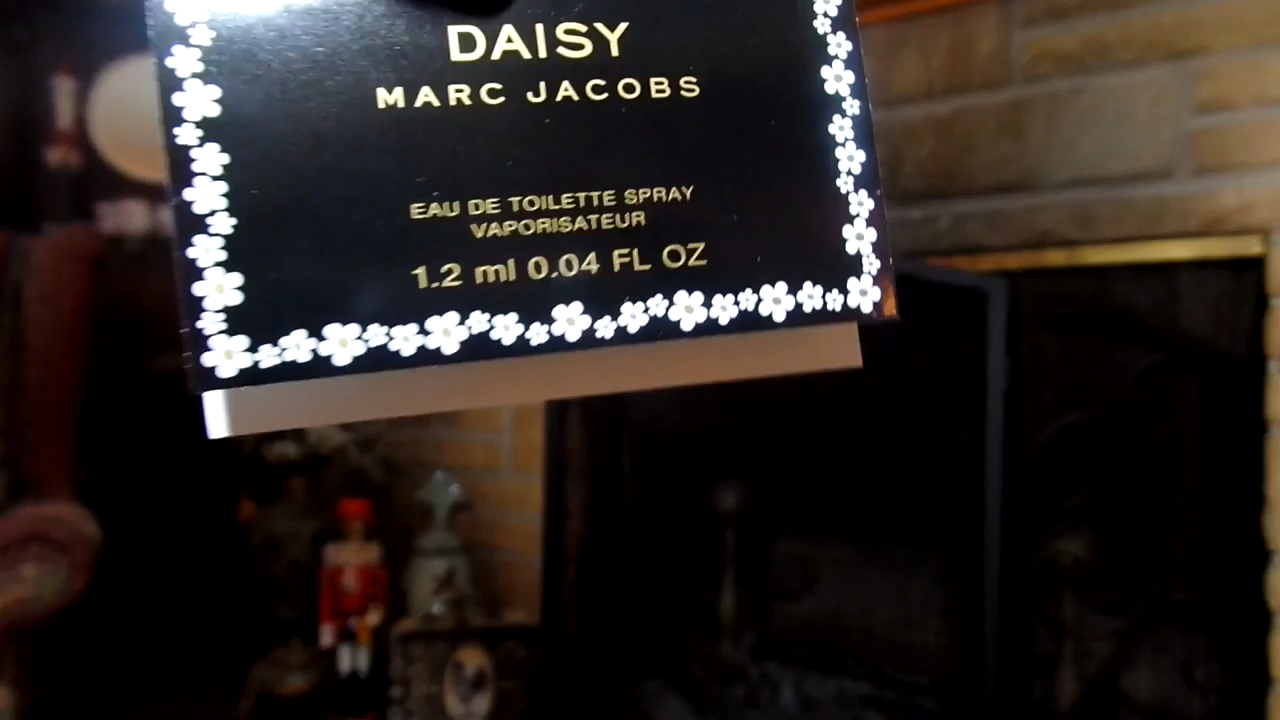 DAISY
MARC JACOBS
EAU DE TOILETTE SPRAY
VAPORISATEUR
1.2 ml 0.04 FL OZ